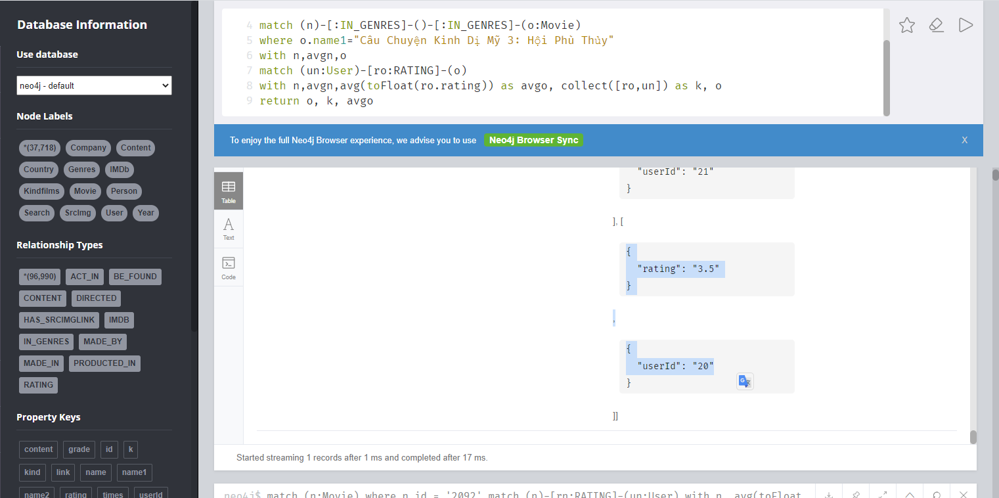 Database Information
Use database
neo4j - default
Node Labels
*(37,718) Company Content
Country Genres IMDb
Kindfilms Movie Person
Search SrcImg User Year
Relationship Types
*(96,990) ACT_IN BE_FOUND
CONTENT DIRECTED
HAS_SRCIMGLINK IMDB
IN_GENRES MADE_BY
MADE_IN PRODUCTED_IN
RATING
Property Keys
content grade id k
kind link name name1
name2 rating times userId
4 match (n)-[:IN_GENRES]-()-[:IN_GENRES]-(o:Movie)
5 where o.name1="Câu Chuyện Kinh Dị Mỹ 3: Hội Phù Thủy"
6 with n,avgn,o
7 match (un:User)-[ro:RATING]-(o)
8 with n,avgn,avg(toFloat(ro.rating)) as avgo, collect([ro,un]) as k, o
9 return o, k, avgo
To enjoy the full Neo4j Browser experience, we advise you to use Neo4j Browser Sync X
Table
A
Text
Code
"userId": "21"
}
], [
{
"rating": "3.5"
}
,
{
"userId": "20"
}
]]
Started streaming 1 records after 1 ms and completed after 17 ms.
neo4j$ match (n:Movie) where n.id = '2092' match (n)-[rn:RATING]-(un:User) with n, avg(toFloat